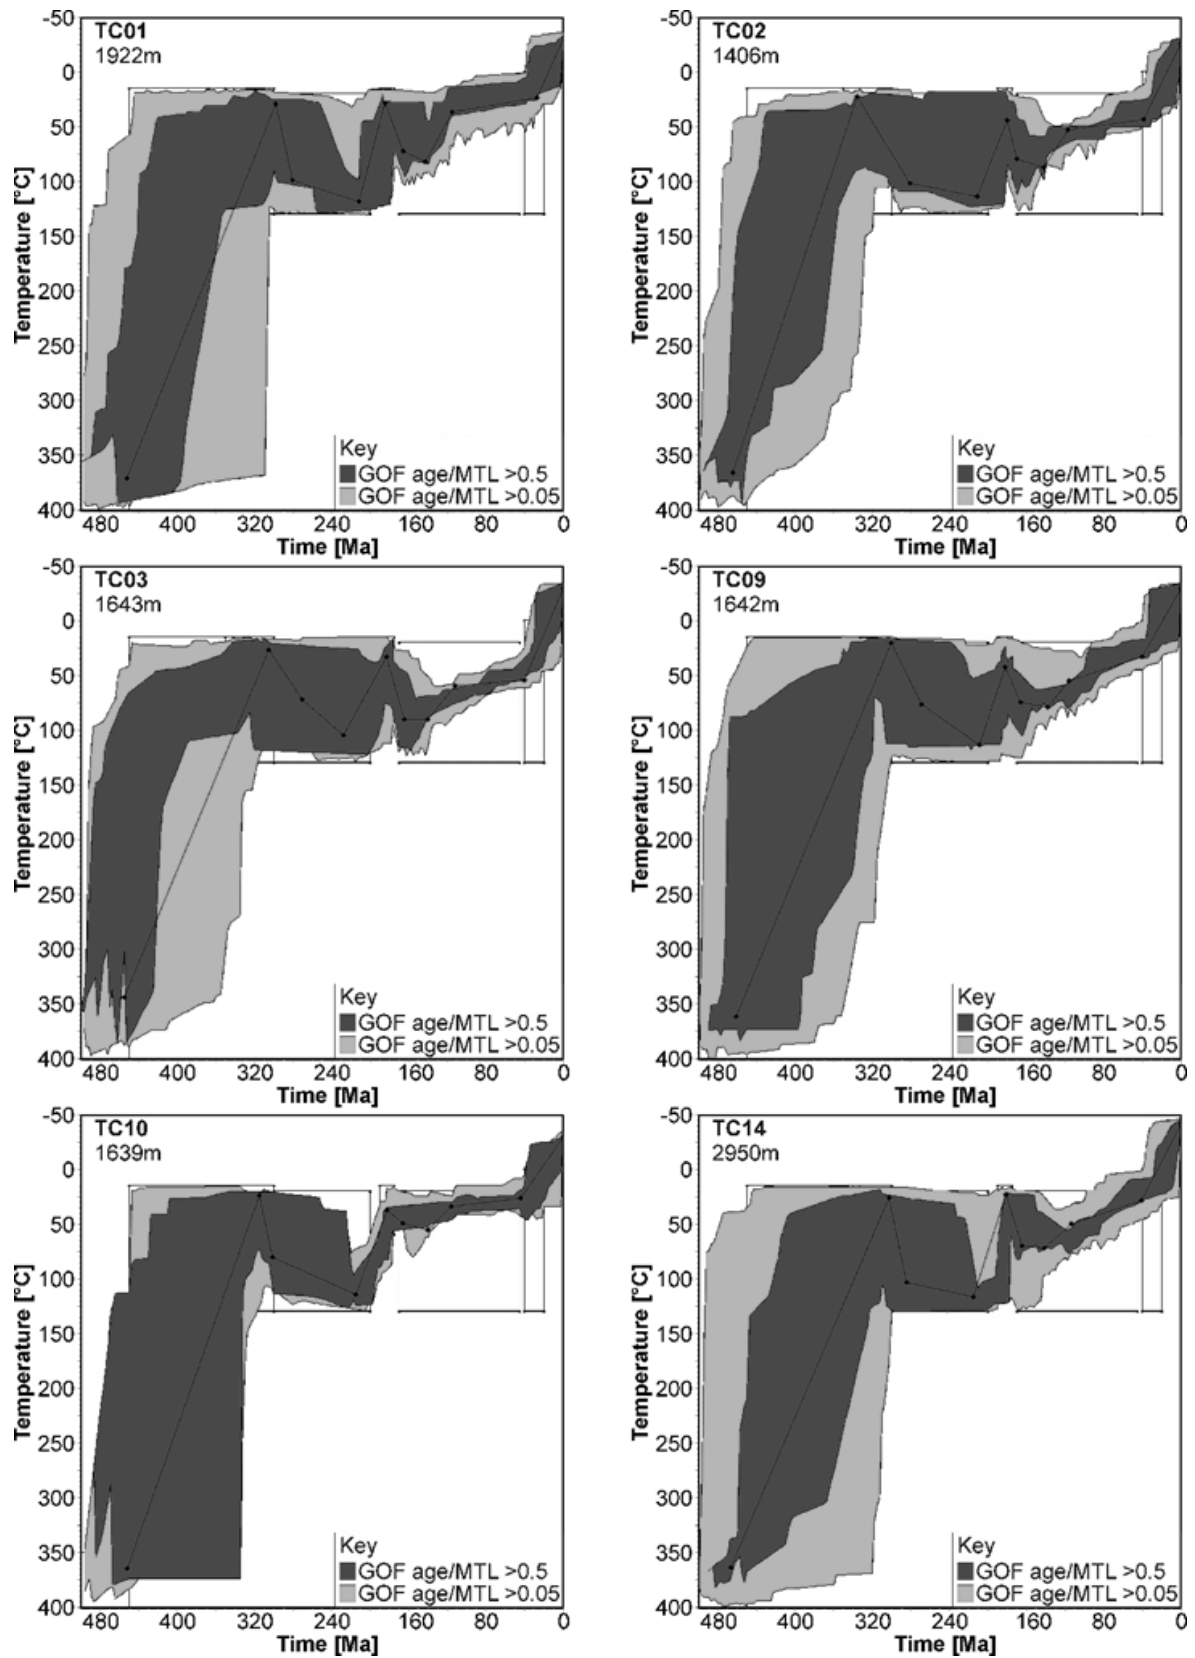 TC01
1922m
-50
0
50
100
150
200
250
300
350
400
Temperature [°C]
Key
GOF age/MTL >0.5
GOF age/MTL >0.05
480 400 320 240 160 80 0
Time [Ma]
TC02
1406m
-50
0
50
100
150
200
250
300
350
400
Temperature [°C]
Key
GOF age/MTL >0.5
GOF age/MTL >0.05
480 400 320 240 160 80 0
Time [Ma]
TC03
1643m
-50
0
50
100
150
200
250
300
350
400
Temperature [°C]
Key
GOF age/MTL >0.5
GOF age/MTL >0.05
480 400 320 240 160 80 0
Time [Ma]
TC09
1642m
-50
0
50
100
150
200
250
300
350
400
Temperature [°C]
Key
GOF age/MTL >0.5
GOF age/MTL >0.05
480 400 320 240 160 80 0
Time [Ma]
TC10
1639m
-50
0
50
100
150
200
250
300
350
400
Temperature [°C]
Key
GOF age/MTL >0.5
GOF age/MTL >0.05
480 400 320 240 160 80 0
Time [Ma]
TC14
2950m
-50
0
50
100
150
200
250
300
350
400
Temperature [°C]
Key
GOF age/MTL >0.5
GOF age/MTL >0.05
480 400 320 240 160 80 0
Time [Ma]